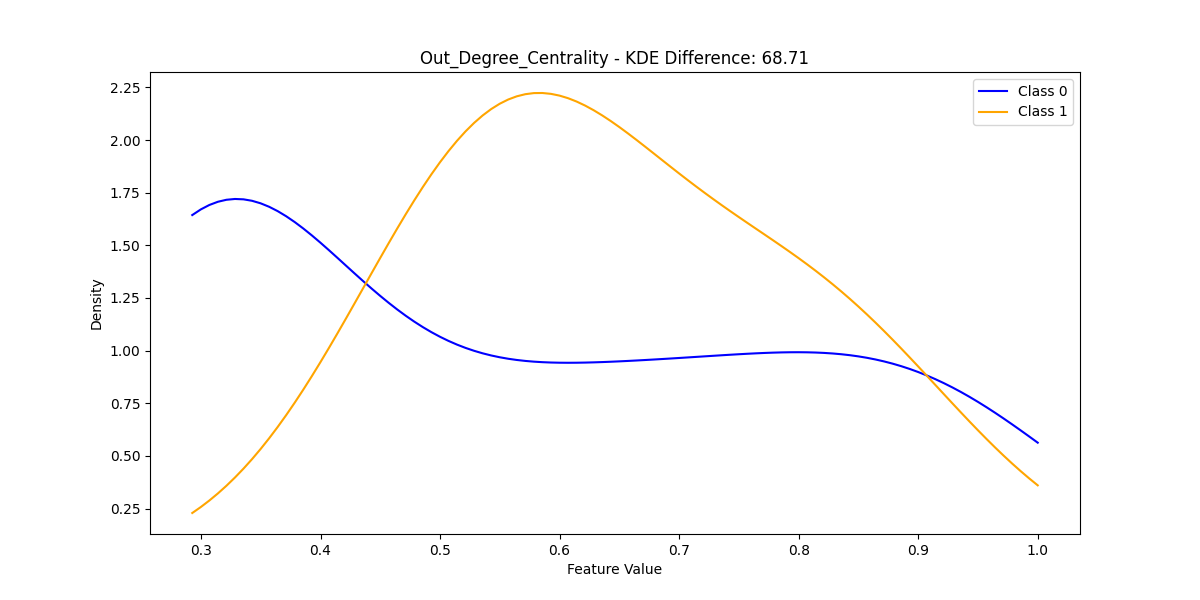 Out_Degree_Centrality - KDE Difference: 68.71
Class 0
Class 1
Density
2.25
2.00
1.75
1.50
1.25
1.00
0.75
0.50
0.25
0.3 0.4 0.5 0.6 0.7 0.8 0.9 1.0
Feature Value